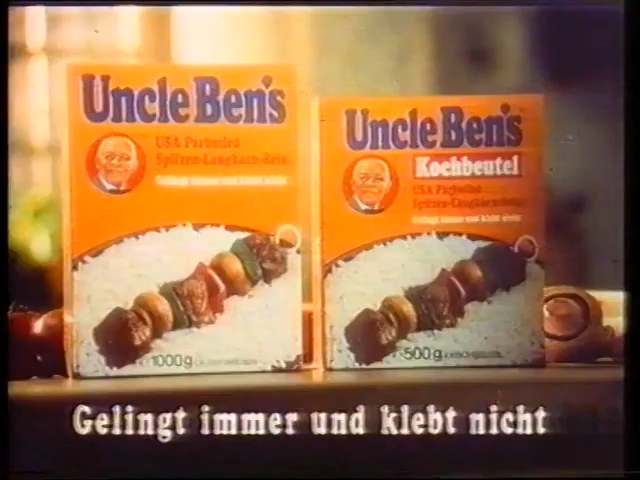 Uncle Ben's
USA Parboiled
Spitzen-Langkorn-Reis
Gelingt immer und klebt nicht
1000g
Uncle Ben's
Kochbeutel
USA Parboiled
Spitzen-Langkorn-Reis
Gelingt immer und klebt nicht
500g
Gelingt immer und klebt nicht